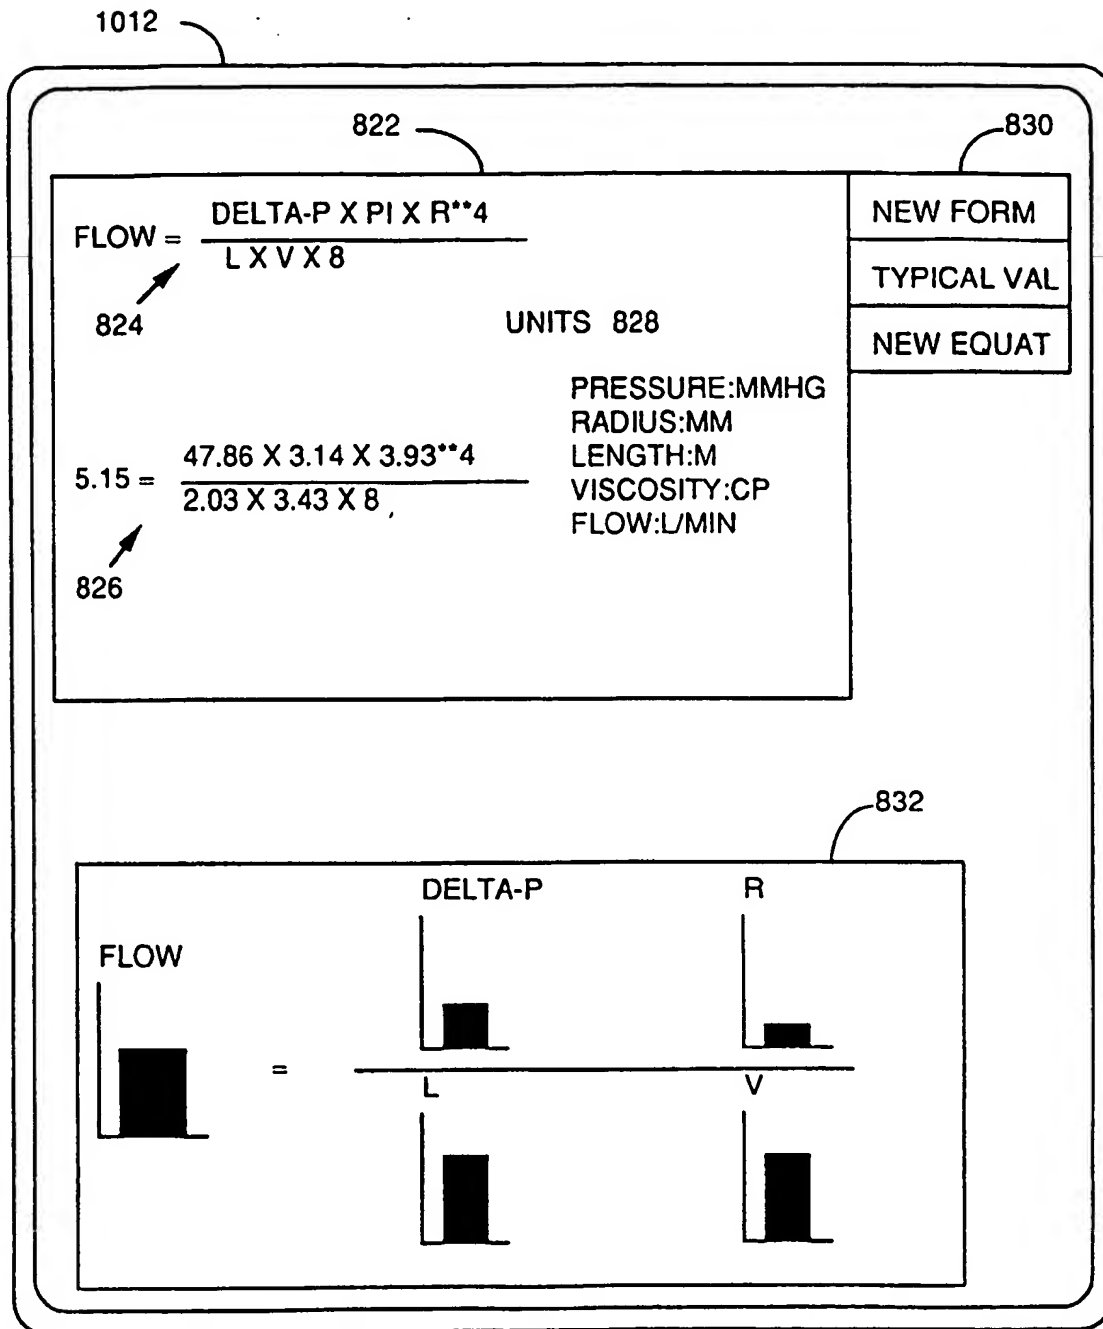 1012
822
830
FLOW = DELTA-P X PI X R**4
L X V X 8
824
NEW FORM
TYPICAL VAL
NEW EQUAT
UNITS 828
PRESSURE:MMHG
RADIUS:MM
LENGTH:M
VISCOSITY:CP
FLOW:L/MIN
5.15 = 47.86 X 3.14 X 3.93**4
2.03 X 3.43 X 8
826
832
DELTA-P
R
FLOW
=
L
V